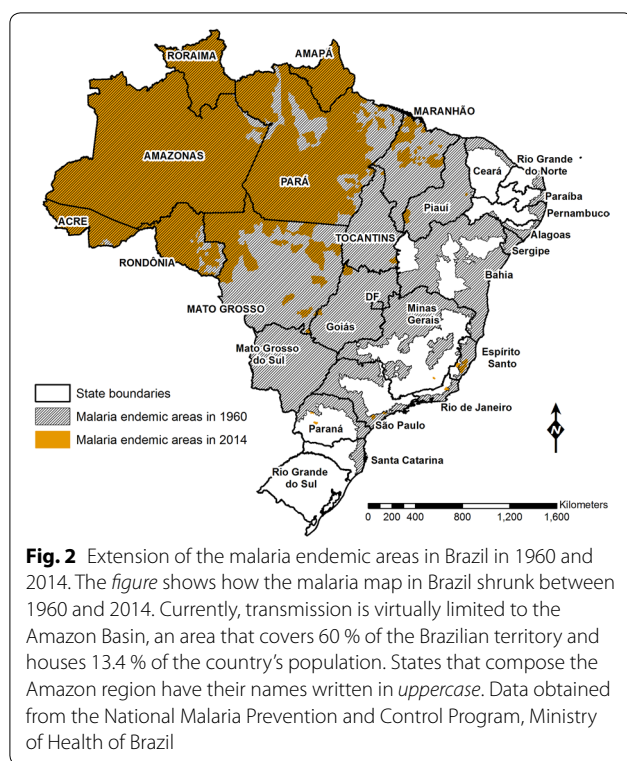 RORAIMA
AMAPÁ
MARANHÃO
AMAZONAS
Ceará
Rio Grande
do Norte
PARÁ
Paraíba
Piauí
Pernambuco
ACRE
TOCANTINS
Alagoas
Sergipe
RONDÔNIA
Bahia
MATO GROSSO
DF
Minas
Gerais
Goiás
Mato Grosso
do Sul
Espírito
Santo
State boundaries
Malaria endemic areas in 1960
Rio de Janeiro
Malaria endemic areas in 2014
São Paulo
Paraná
N
Santa Catarina
Rio Grande
do Sul
Kilometers
0 200 400 800 1,200 1,600
Fig. 2 Extension of the malaria endemic areas in Brazil in 1960 and
2014. The figure shows how the malaria map in Brazil shrunk between
1960 and 2014. Currently, transmission is virtually limited to the
Amazon Basin, an area that covers 60 % of the Brazilian territory and
houses 13.4 % of the country's population. States that compose the
Amazon region have their names written in uppercase. Data obtained
from the National Malaria Prevention and Control Program, Ministry
of Health of Brazil